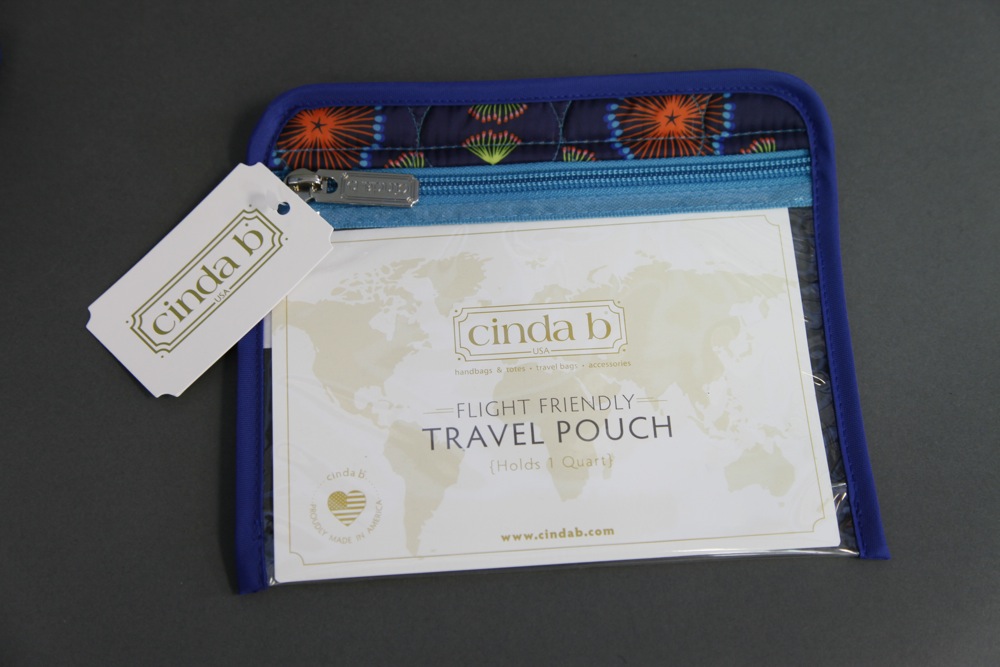 cinda b
USA
cinda b
USA
handbags & totes • travel bags • accessories
FLIGHT FRIENDLY
TRAVEL POUCH
{Holds 1 Quart}
cinda b.
PROUDLY MADE IN AMERICA
www.cindab.com